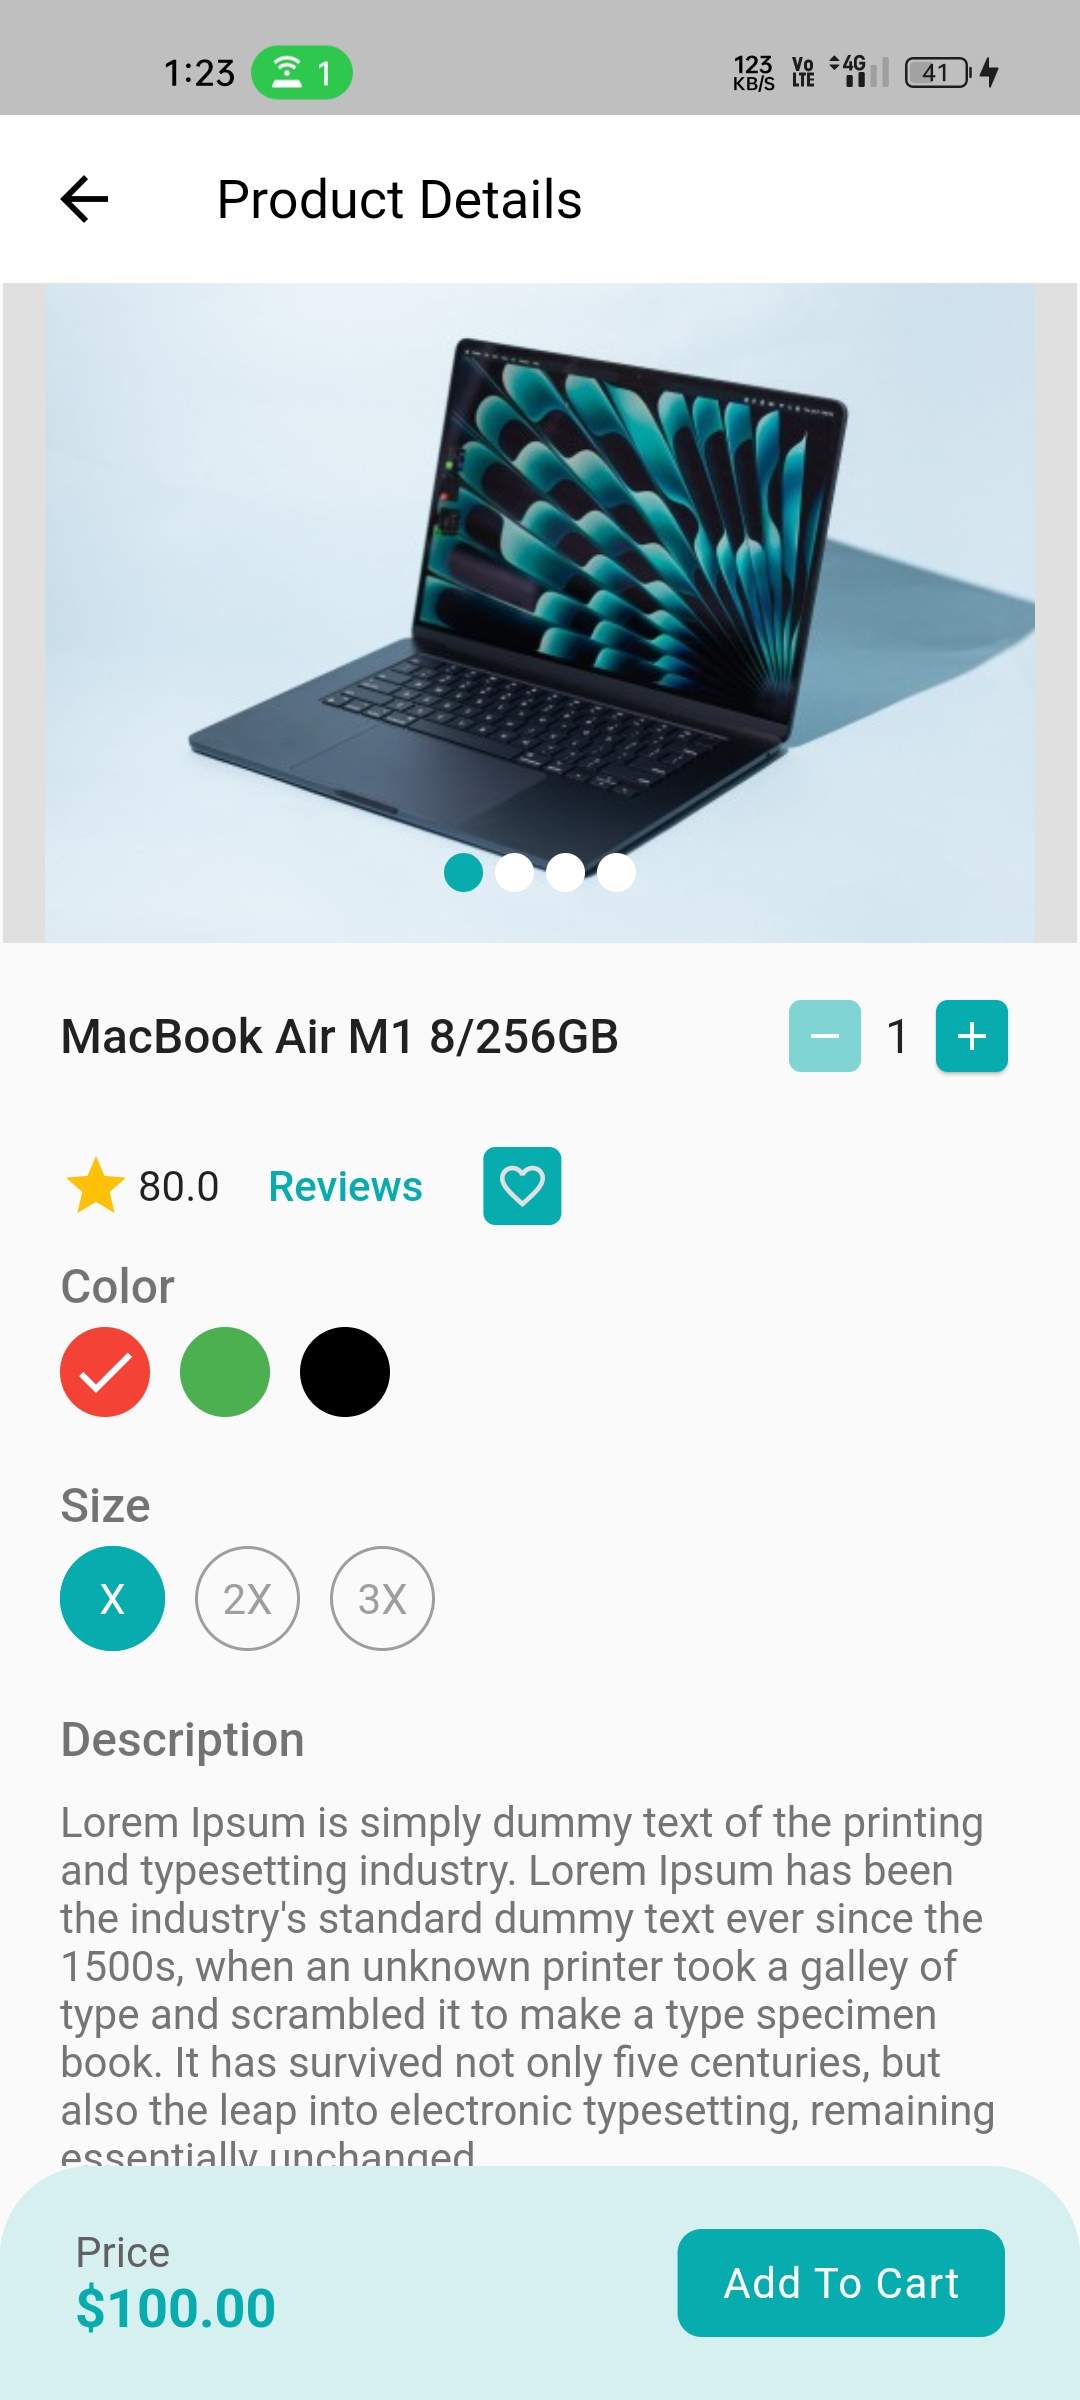 1:23 1 123 KB/S Vo LTE 4G 41
Product Details
MacBook Air M1 8/256GB 1
80.0 Reviews
Color
Size
X 2X 3X
Description
Lorem Ipsum is simply dummy text of the printing
and typesetting industry. Lorem Ipsum has been
the industry's standard dummy text ever since the
1500s, when an unknown printer took a galley of
type and scrambled it to make a type specimen
book. It has survived not only five centuries, but
also the leap into electronic typesetting, remaining
essentially unchanged
Price
$100.00 Add To Cart